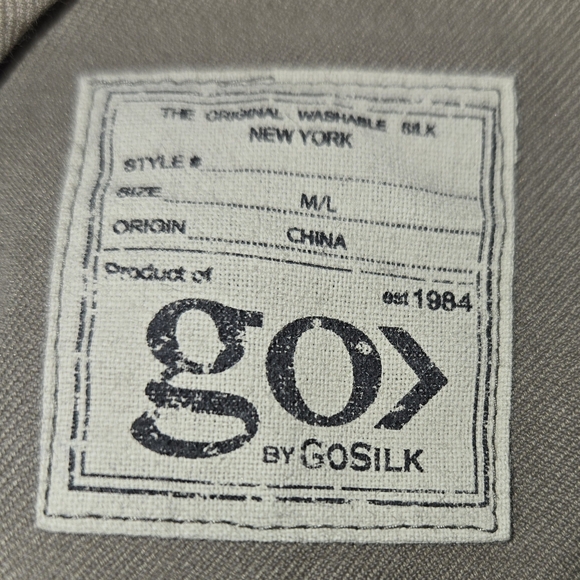 THE ORIGINAL WASHABLE SILK
NEW YORK
STYLE #
SIZE M/L
ORIGIN CHINA
Product of
est 1984
go>
BY GOSILK